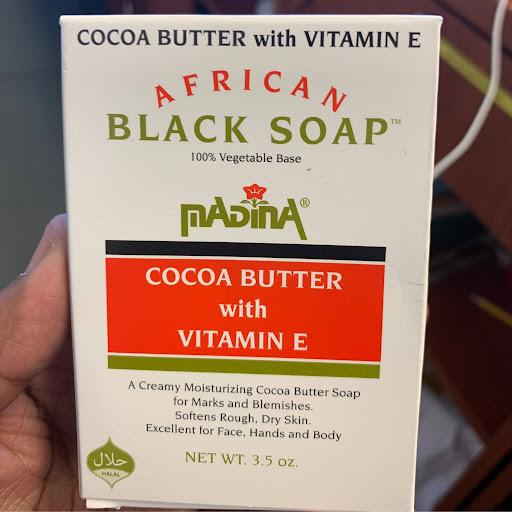 COCOA BUTTER with VITAMIN E
AFRICAN
BLACK SOAP™
100% Vegetable Base
MADINA®
COCOA BUTTER
with
VITAMIN E
A Creamy Moisturizing Cocoa Butter Soap
for Marks and Blemishes.
Softens Rough, Dry Skin.
Excellent for Face, Hands and Body
NET WT. 3.5 oz.
حلال
HALAL